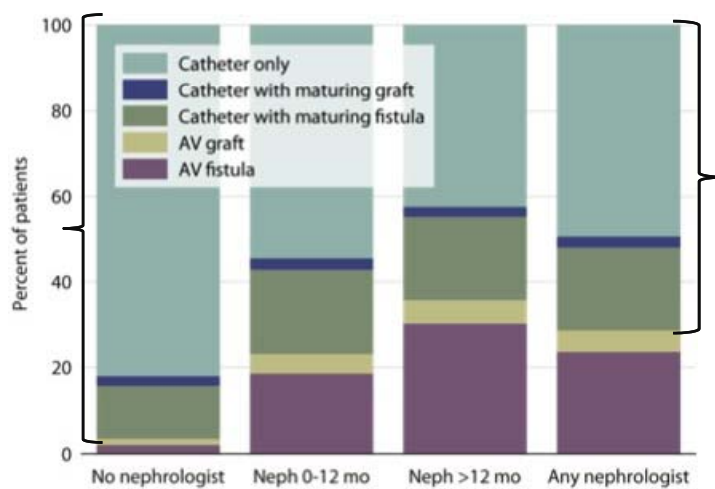 100
Catheter only
Catheter with maturing graft
80
Catheter with maturing fistula
AV graft
AV fistula
60
Percent of patients
40
20
0
No nephrologist Neph 0-12 mo Neph >12 mo Any nephrologist